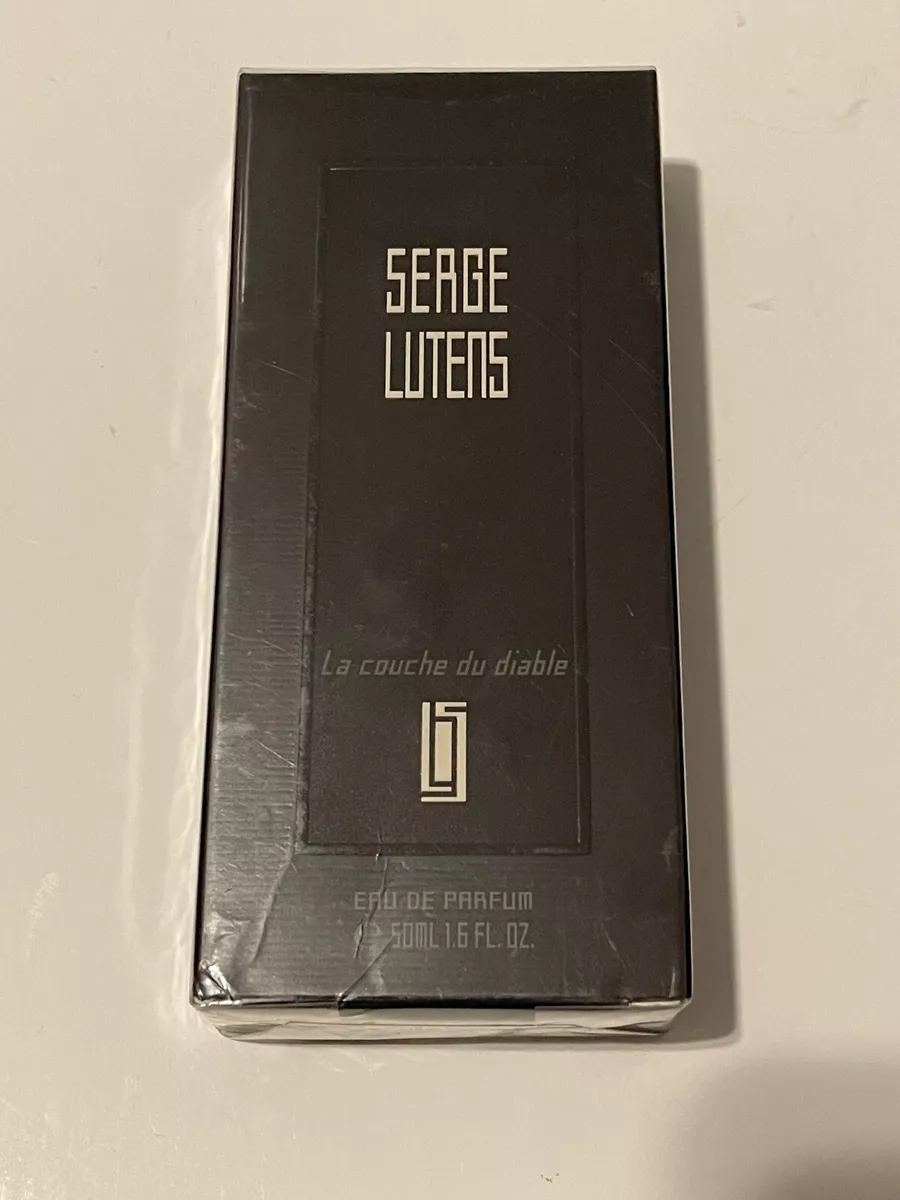 SERGE
LUTENS
La couche du diable
EAU DE PARFUM
℮ 50ML 1.6 FL. OZ.